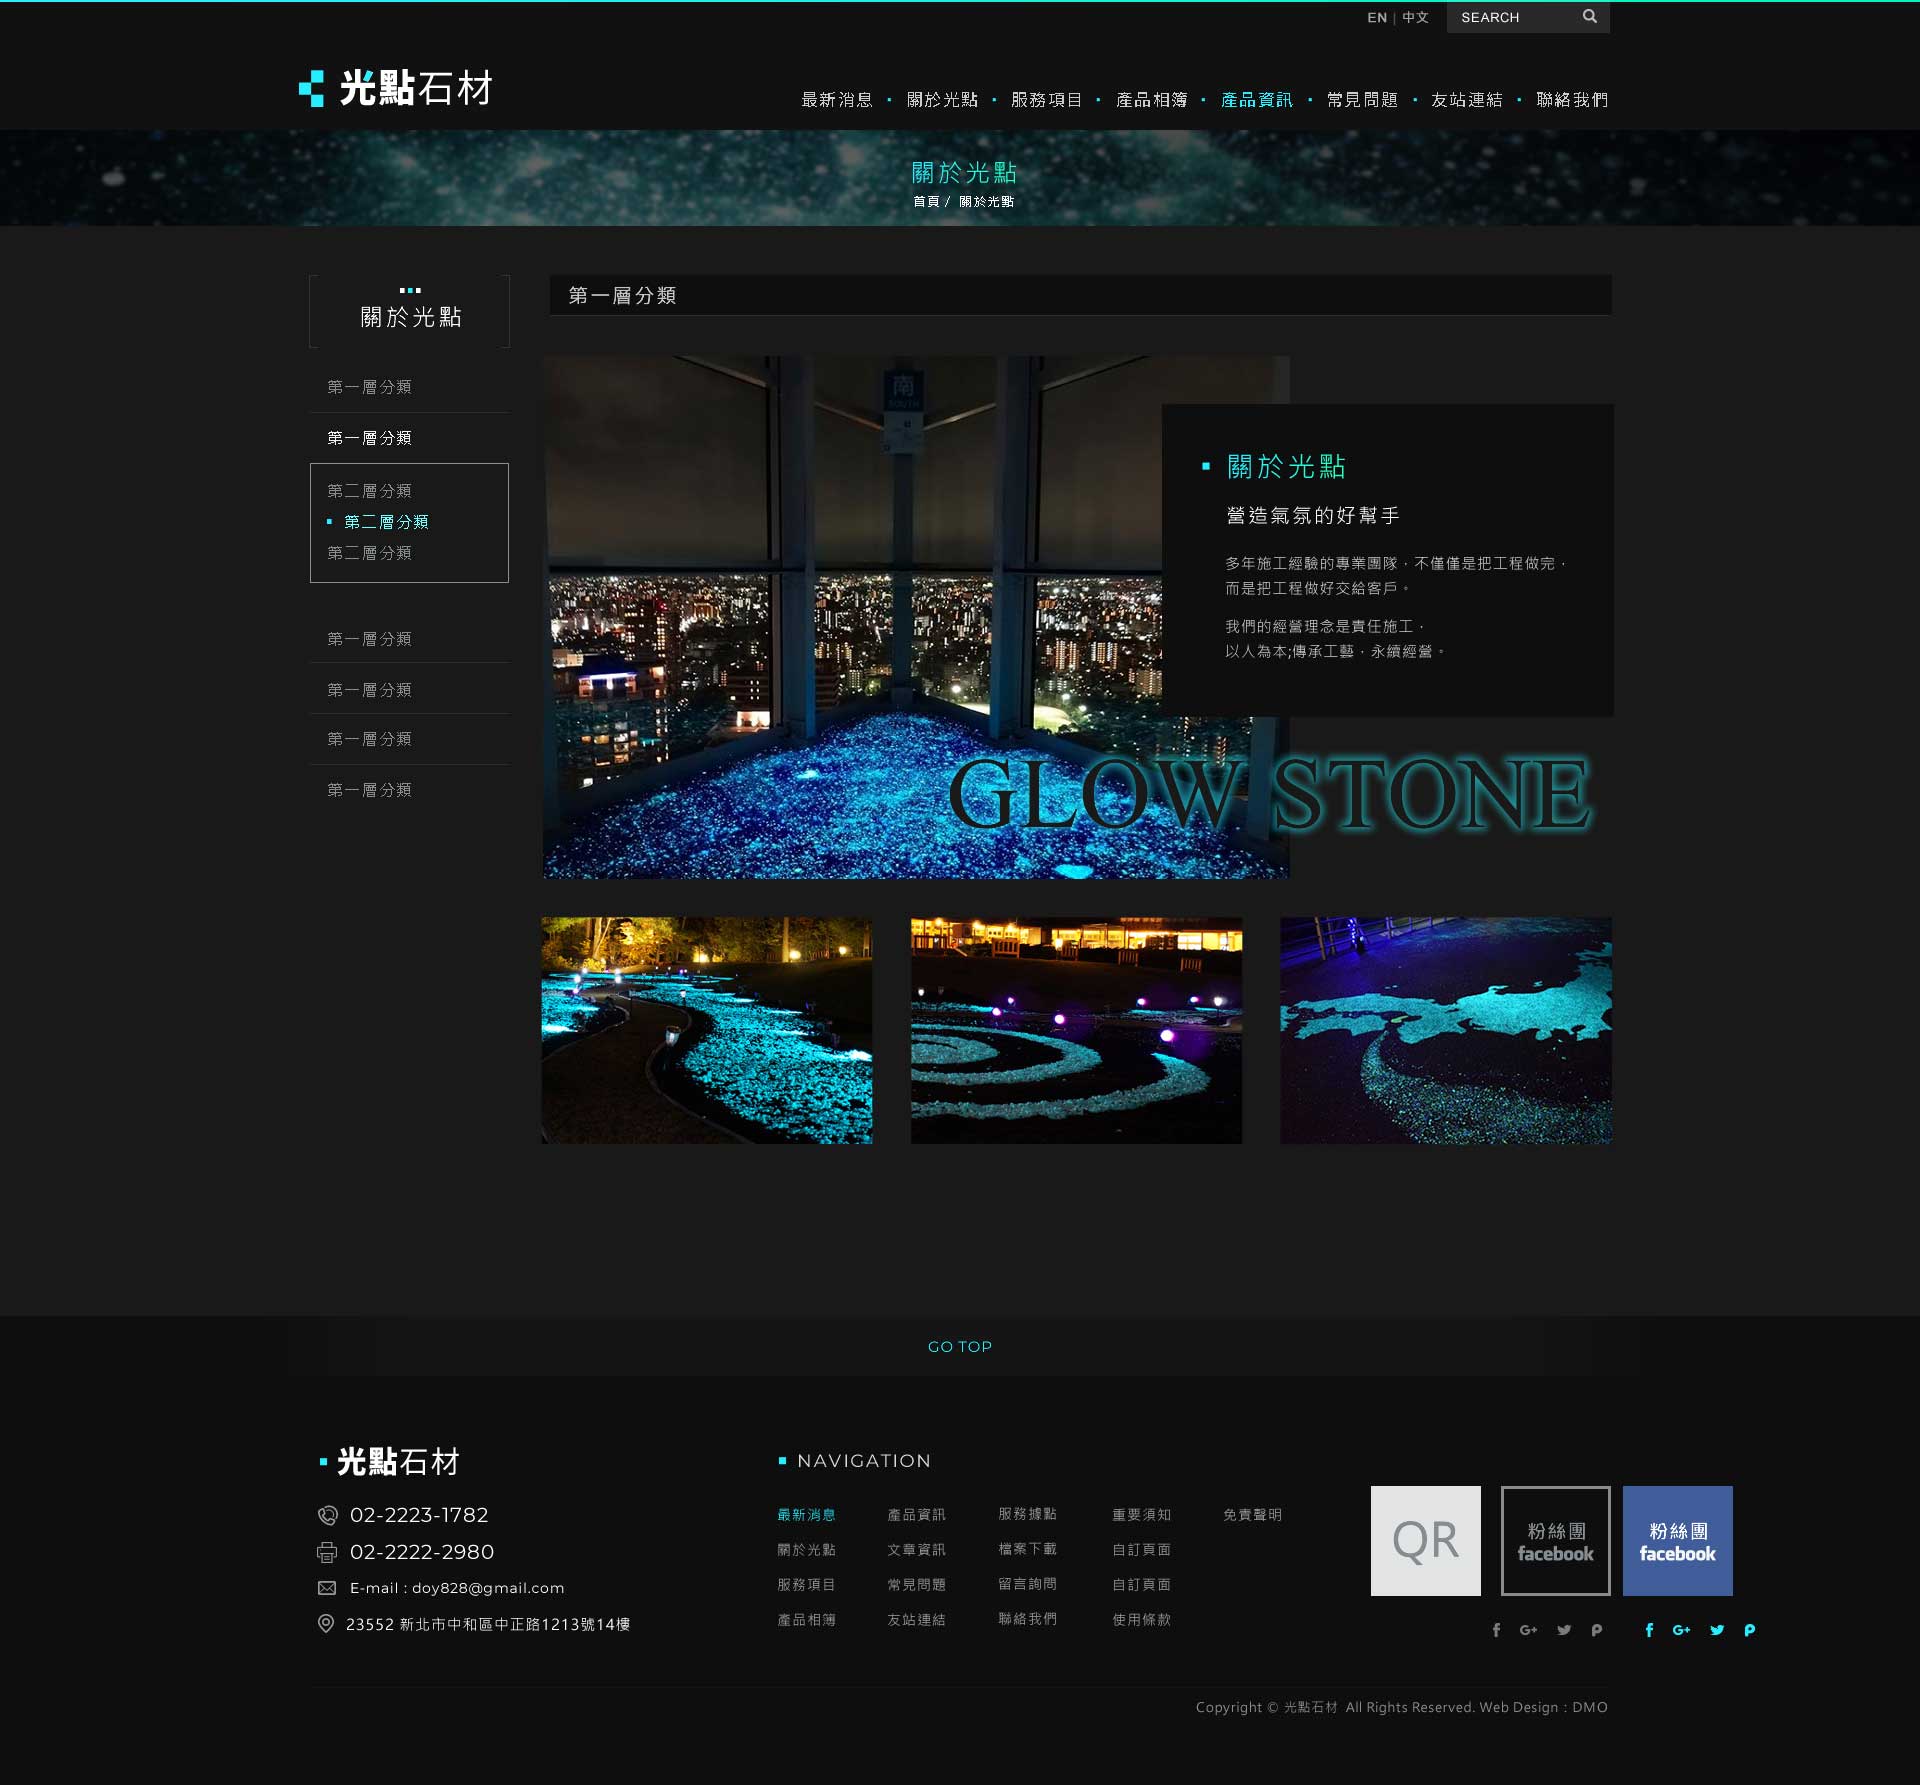 EN | 中文
SEARCH
光點石材
最新消息 ▪ 關於光點 ▪ 服務項目 ▪ 產品相簿 ▪ 產品資訊 ▪ 常見問題 ▪ 友站連結 ▪ 聯絡我們
關於光點
首頁 / 關於光點
關於光點
第一層分類
第一層分類
第二層分類
第二層分類
第二層分類
第一層分類
第一層分類
第一層分類
第一層分類
第一層分類
南
SOUTH
關於光點
營造氣氛的好幫手
多年施工經驗的專業團隊，不僅僅是把工程做完，
而是把工程做好交給客戶。
我們的經營理念是責任施工，
以人為本;傳承工藝，永續經營。
GLOW STONE
GO TOP
光點石材
02-2223-1782
02-2222-2980
E-mail : doy828@gmail.com
23552 新北市中和區中正路1213號14樓
NAVIGATION
最新消息 產品資訊 服務據點 重要須知 免責聲明
關於光點 文章資訊 檔案下載 自訂頁面
服務項目 常見問題 留言詢問 自訂頁面
產品相簿 友站連結 聯絡我們 使用條款
QR
粉絲團
facebook
粉絲團
facebook
Copyright © 光點石材 All Rights Reserved. Web Design : DMO